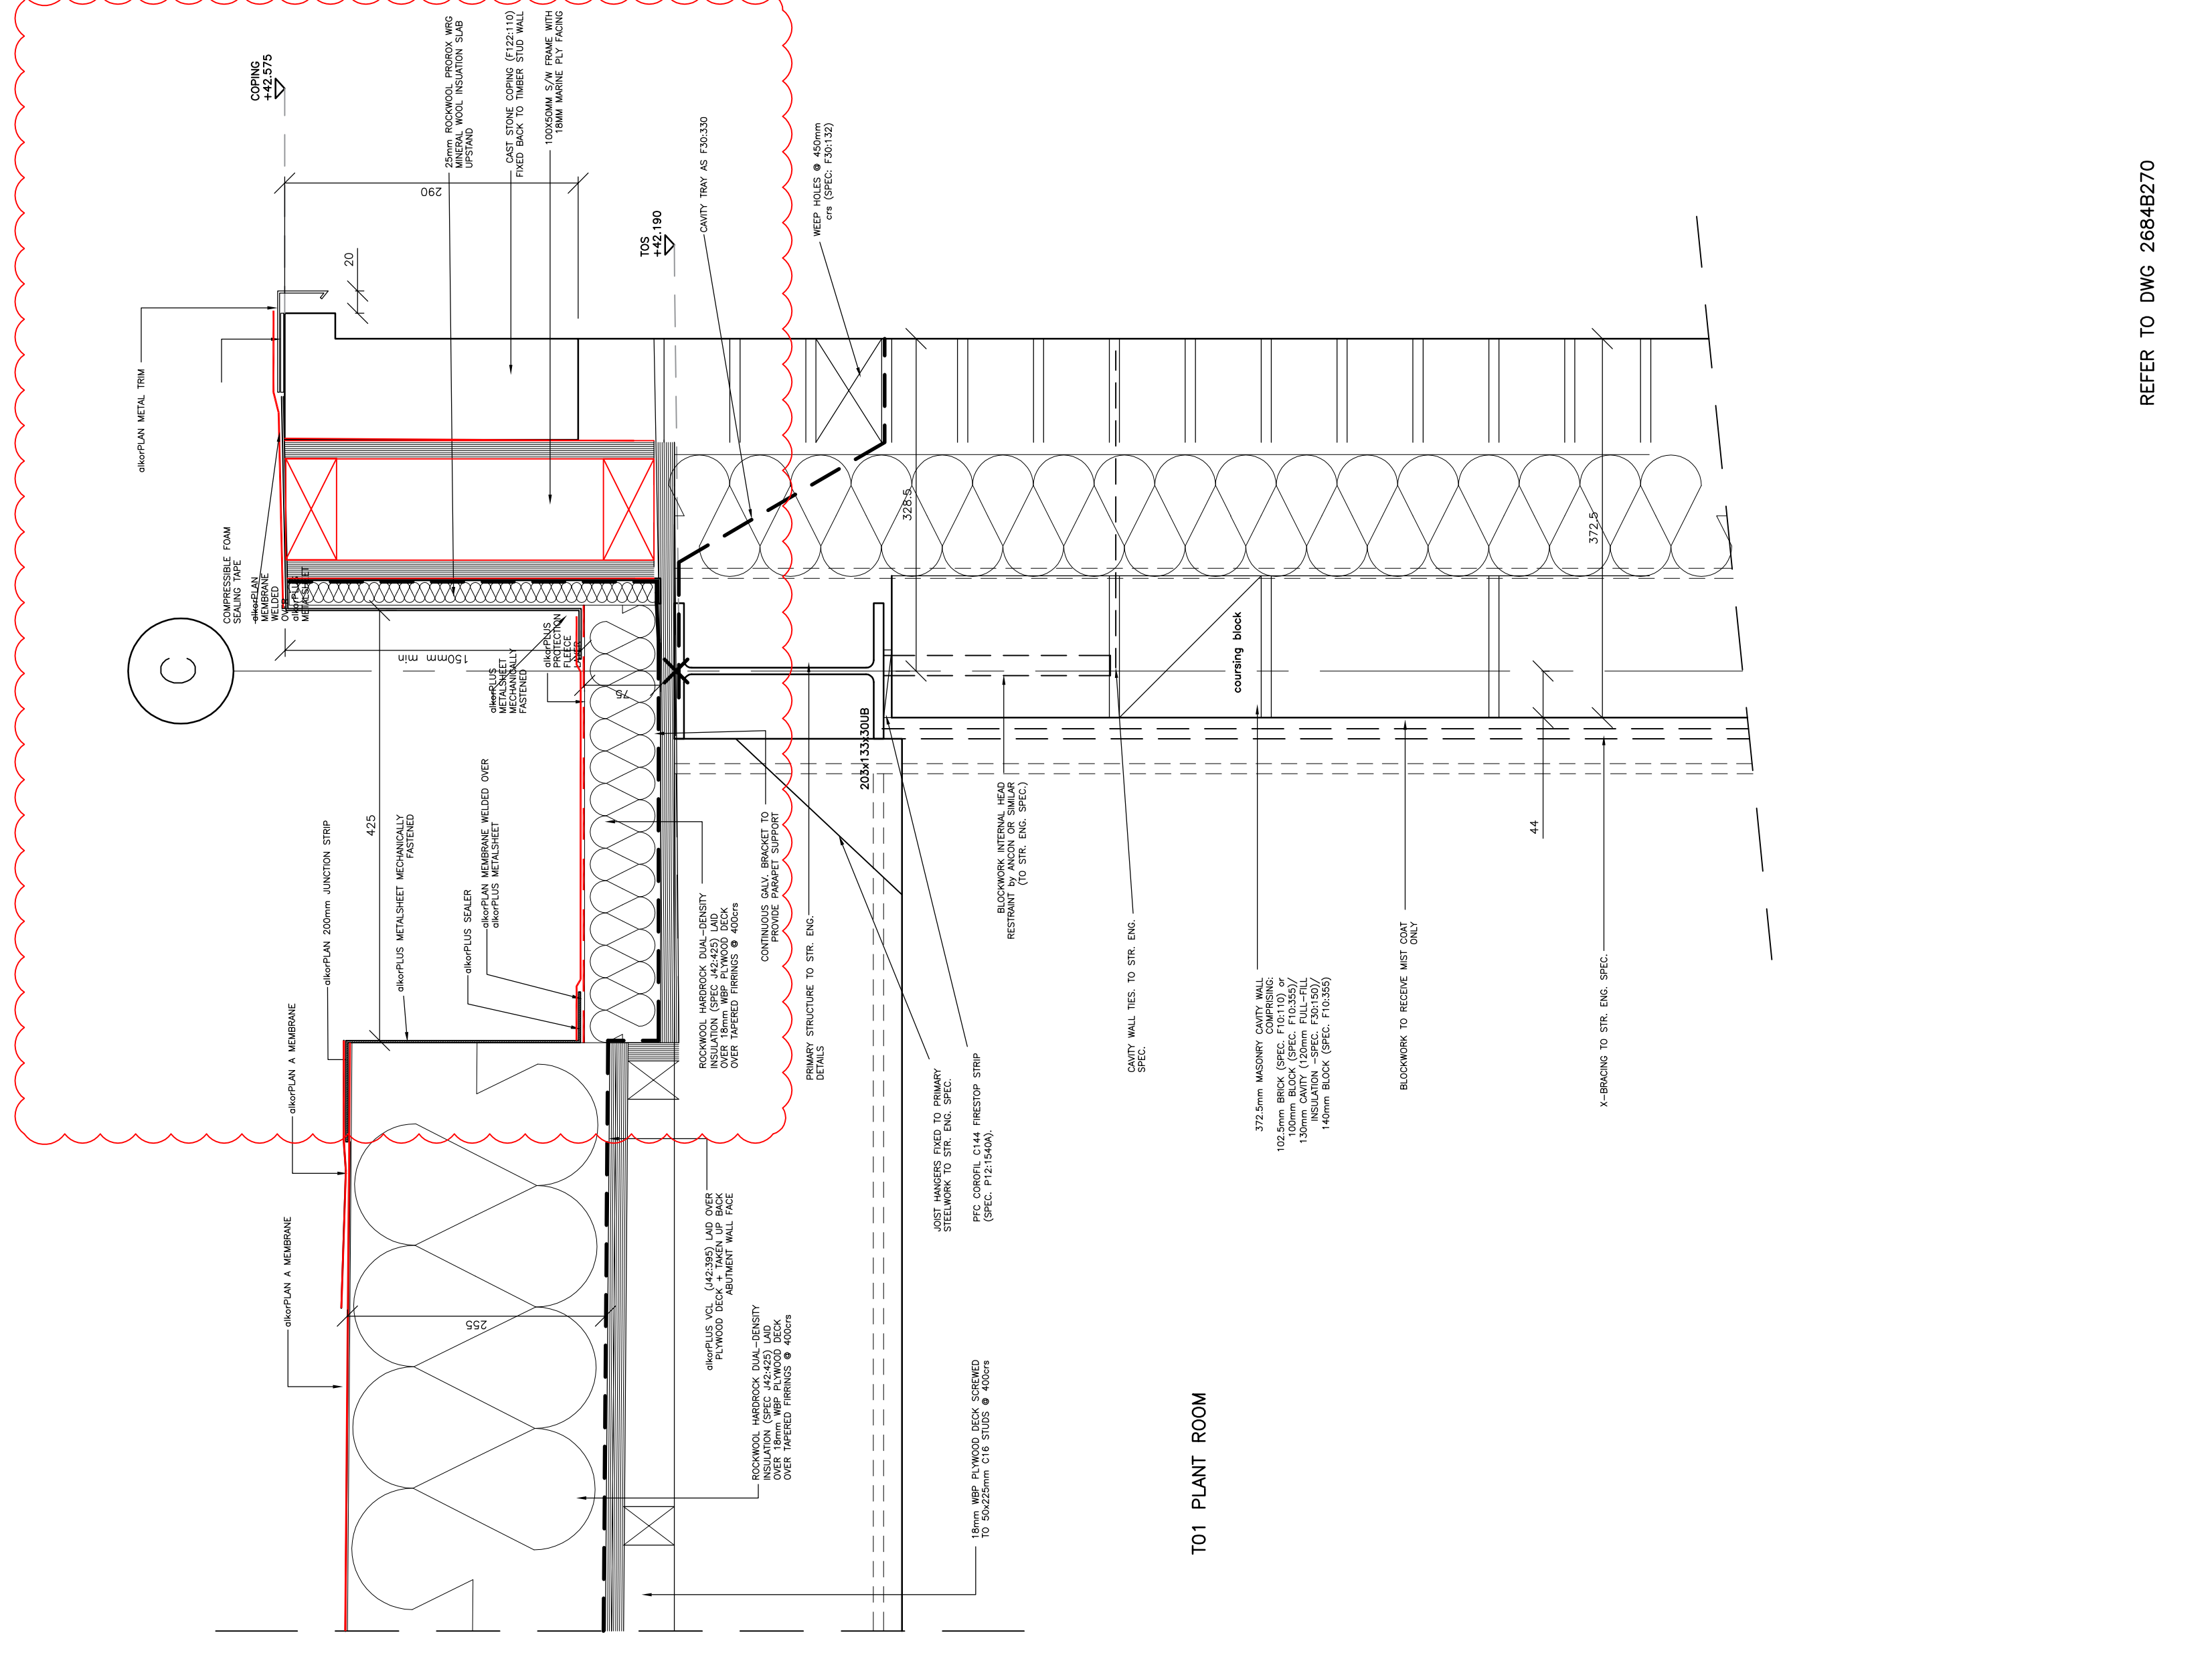 COPING
+42.575
25mm ROCKWOOL PROROX WRG
MINERAL WOOL INSUATION SLAB
UPSTAND
CAST STONE COPING (F122:110)
FIXED BACK TO TIMBER STUD WALL
100X50MM S/W FRAME WITH
18MM MARINE PLY FACING
290
20
TOS
+42.190
CAVITY TRAY AS F30:330
WEEP HOLES @ 450mm
crs (SPEC: F30:132)
alkorPLAN METAL TRIM
COMPRESSIBLE FOAM
SEALING TAPE
alkorPLAN
MEMBRANE
WELDED
OVER
alkorPLUS
METALSHEET
C
150mm min
alkorPLUS
METALSHEET
MECHANICALLY
FASTENED
alkorPLUS
PROTECTION
FLEECE
LAYER
75
328.5
372.5
coursing block
203x133x30UB
44
425
alkorPLAN 200mm JUNCTION STRIP
alkorPLUS METALSHEET MECHANICALLY
FASTENED
alkorPLUS SEALER
alkorPLAN MEMBRANE WELDED OVER
alkorPLUS METALSHEET
ROCKWOOL HARDROCK DUAL-DENSITY
INSULATION (SPEC J42:425) LAID
OVER 18mm WBP PLYWOOD DECK
OVER TAPERED FIRRINGS @ 400crs
CONTINUOUS GALV. BRACKET TO
PROVIDE PARAPET SUPPORT
PRIMARY STRUCTURE TO STR. ENG.
DETAILS
BLOCKWORK INTERNAL HEAD
RESTRAINT by ANCON OR SIMILAR
(TO STR. ENG. SPEC.)
JOIST HANGERS FIXED TO PRIMARY
STEELWORK TO STR. ENG. SPEC.
PFC COROFIL C144 FIRESTOP STRIP
(SPEC. P12:1540A).
CAVITY WALL TIES. TO STR. ENG.
SPEC.
372.5mm MASONRY CAVITY WALL
COMPRISING:
102.5mm BRICK (SPEC. F10:110) or
100mm BLOCK (SPEC. F10:355)/
130mm CAVITY (120mm FULL-FILL
INSULATION -SPEC. F30:150)/
140mm BLOCK (SPEC. F10:355)
BLOCKWORK TO RECEIVE MIST COAT
ONLY
X-BRACING TO STR. ENG. SPEC.
alkorPLAN A MEMBRANE
alkorPLAN A MEMBRANE
255
alkorPLUS VCL (J42:395) LAID OVER
PLYWOOD DECK + TAKEN UP BACK
ABUTMENT WALL FACE
ROCKWOOL HARDROCK DUAL-DENSITY
INSULATION (SPEC J42:425) LAID
OVER 18mm WBP PLYWOOD DECK
OVER TAPERED FIRRINGS @ 400crs
18mm WBP PLYWOOD DECK SCREWED
TO 50x225mm C16 STUDS @ 400crs
T01 PLANT ROOM
REFER TO DWG 2684B270